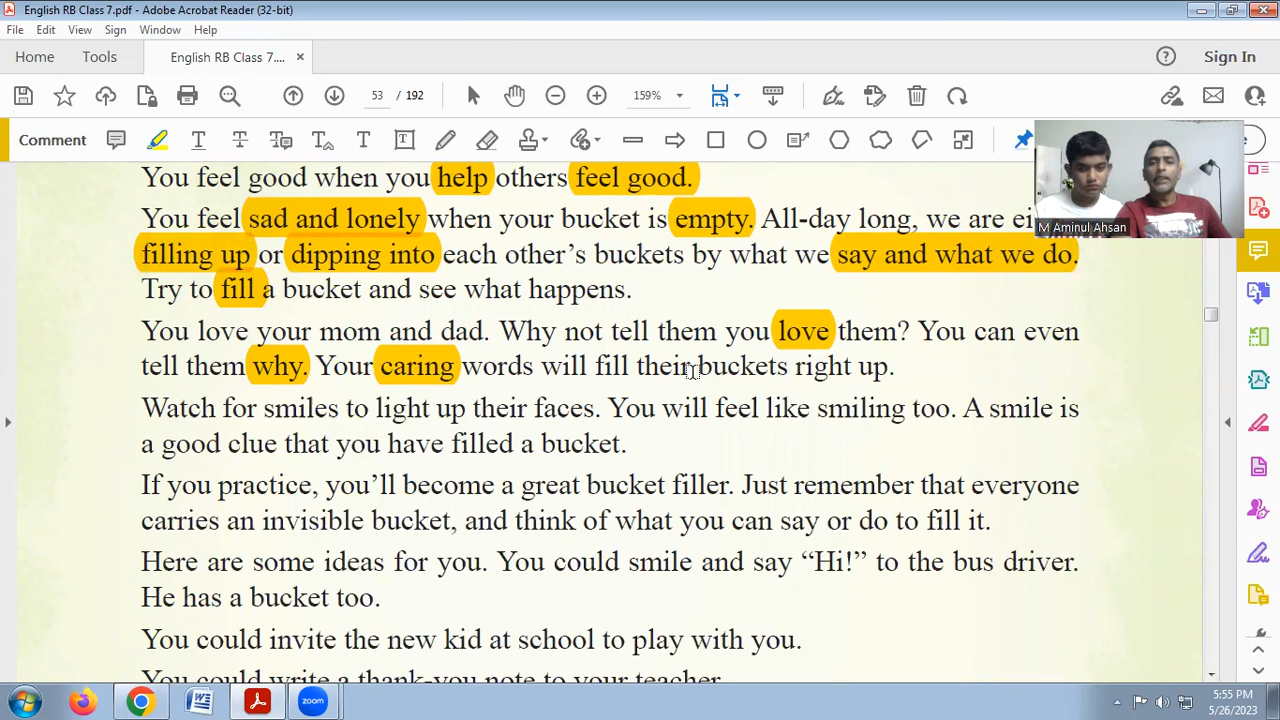 English RB Class 7.pdf - Adobe Acrobat Reader (32-bit)
File Edit View Sign Window Help
Home Tools English RB Class 7.... × Sign In
53 / 192 159%
Comment
M Aminul Ahsan
You feel good when you help others feel good.
You feel sad and lonely when your bucket is empty. All-day long, we are
filling up or dipping into each other's buckets by what we say and what we do.
Try to fill a bucket and see what happens.
You love your mom and dad. Why not tell them you love them? You can even
tell them why. Your caring words will fill their buckets right up.
Watch for smiles to light up their faces. You will feel like smiling too. A smile is
a good clue that you have filled a bucket.
If you practice, you'll become a great bucket filler. Just remember that everyone
carries an invisible bucket, and think of what you can say or do to fill it.
Here are some ideas for you. You could smile and say “Hi!” to the bus driver.
He has a bucket too.
You could invite the new kid at school to play with you.
You could write a thank-you note to your teacher.
zoom
5:55 PM
5/26/2023